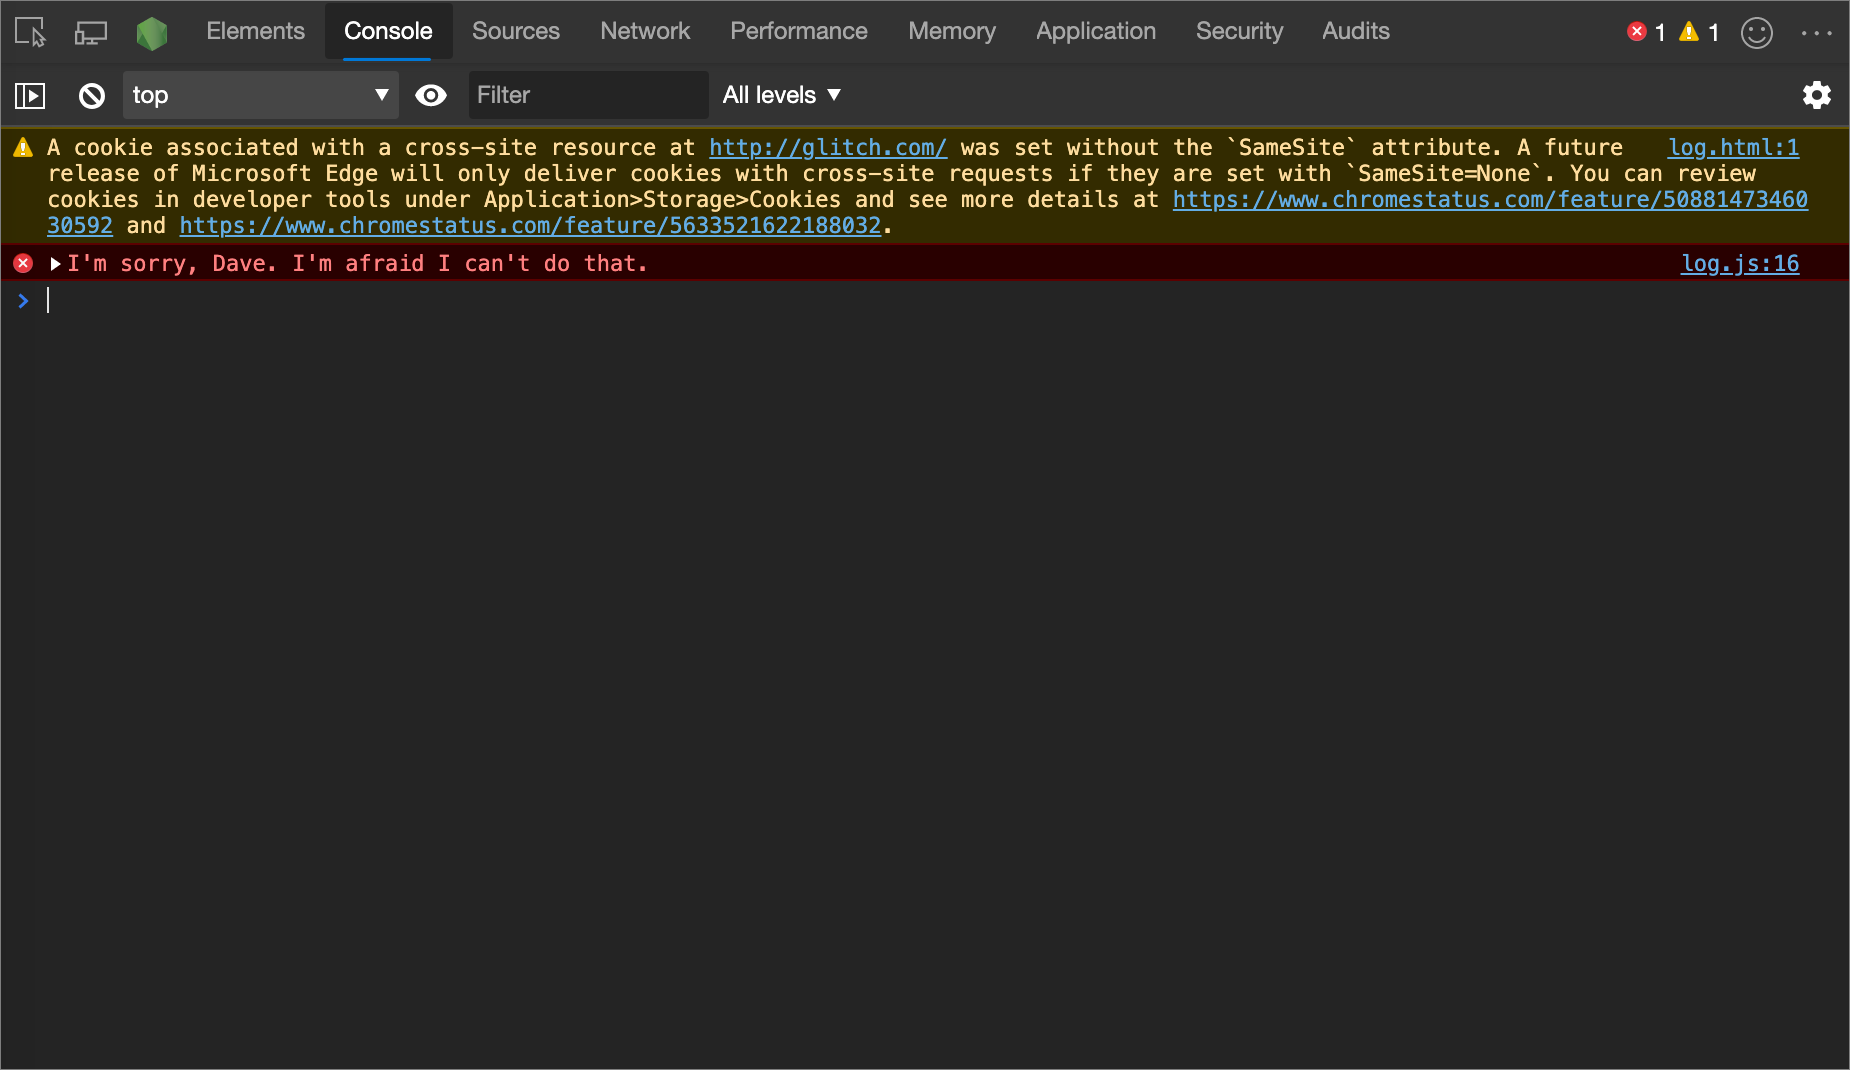 Elements Console Sources Network Performance Memory Application Security Audits 1 1
top Filter All levels
A cookie associated with a cross-site resource at http://glitch.com/ was set without the `SameSite` attribute. A future log.html:1
release of Microsoft Edge will only deliver cookies with cross-site requests if they are set with `SameSite=None`. You can review
cookies in developer tools under Application>Storage>Cookies and see more details at https://www.chromestatus.com/feature/50881473460
30592 and https://www.chromestatus.com/feature/5633521622188032.
I'm sorry, Dave. I'm afraid I can't do that. log.js:16